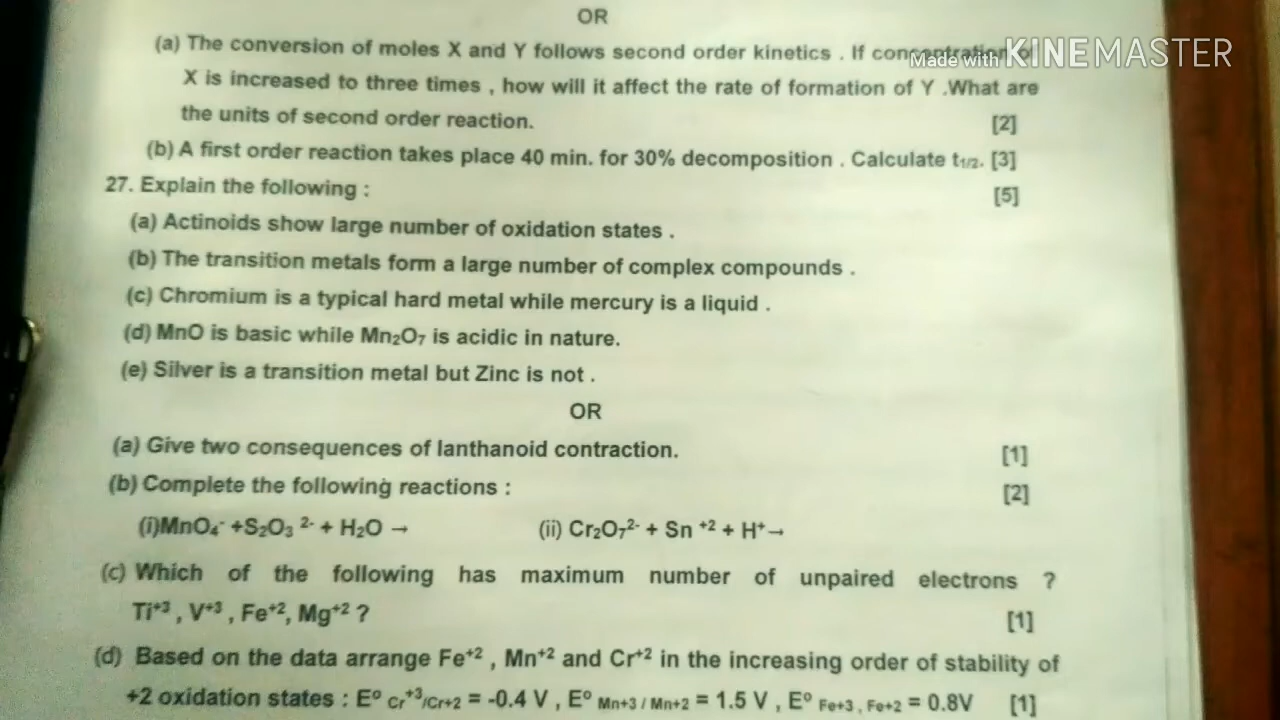 OR
(a) The conversion of moles X and Y follows second order kinetics . If concentration of
Made with KINEMASTER
X is increased to three times , how will it affect the rate of formation of Y .What are
the units of second order reaction. [2]
(b) A first order reaction takes place 40 min. for 30% decomposition . Calculate t1/2. [3]
27. Explain the following : [5]
(a) Actinoids show large number of oxidation states .
(b) The transition metals form a large number of complex compounds .
(c) Chromium is a typical hard metal while mercury is a liquid .
(d) MnO is basic while Mn₂O₇ is acidic in nature.
(e) Silver is a transition metal but Zinc is not .
OR
(a) Give two consequences of lanthanoid contraction. [1]
(b) Complete the following reactions : [2]
(i)MnO₄⁻ +S₂O₃ ²⁻ + H₂O → (ii) Cr₂O₇²⁻ + Sn ⁺² + H⁺→
(c) Which of the following has maximum number of unpaired electrons ?
Ti⁺³ , V⁺³ , Fe⁺², Mg⁺² ? [1]
(d) Based on the data arrange Fe⁺² , Mn⁺² and Cr⁺² in the increasing order of stability of
+2 oxidation states : E° Cr⁺³/Cr+2 = -0.4 V , E° Mn+3 / Mn+2 = 1.5 V , E° Fe+3 , Fe+2 = 0.8V [1]